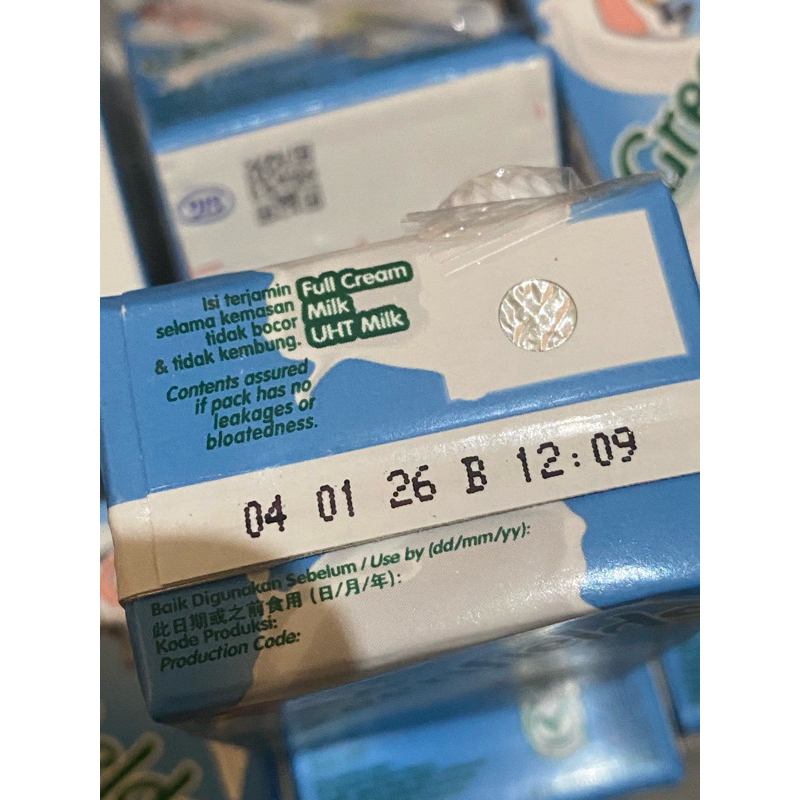 Gre
Isi terjamin
selama kemasan
tidak bocor
& tidak kembung.
Full Cream
Milk
UHT Milk
Contents assured
if pack has no
leakages or
bloatedness.
04 01 26 B 12:09
Baik Digunakan Sebelum / Use by (dd/mm/yy):
此日期或之前食用 (日/月/年):
Kode Produksi:
Production Code: